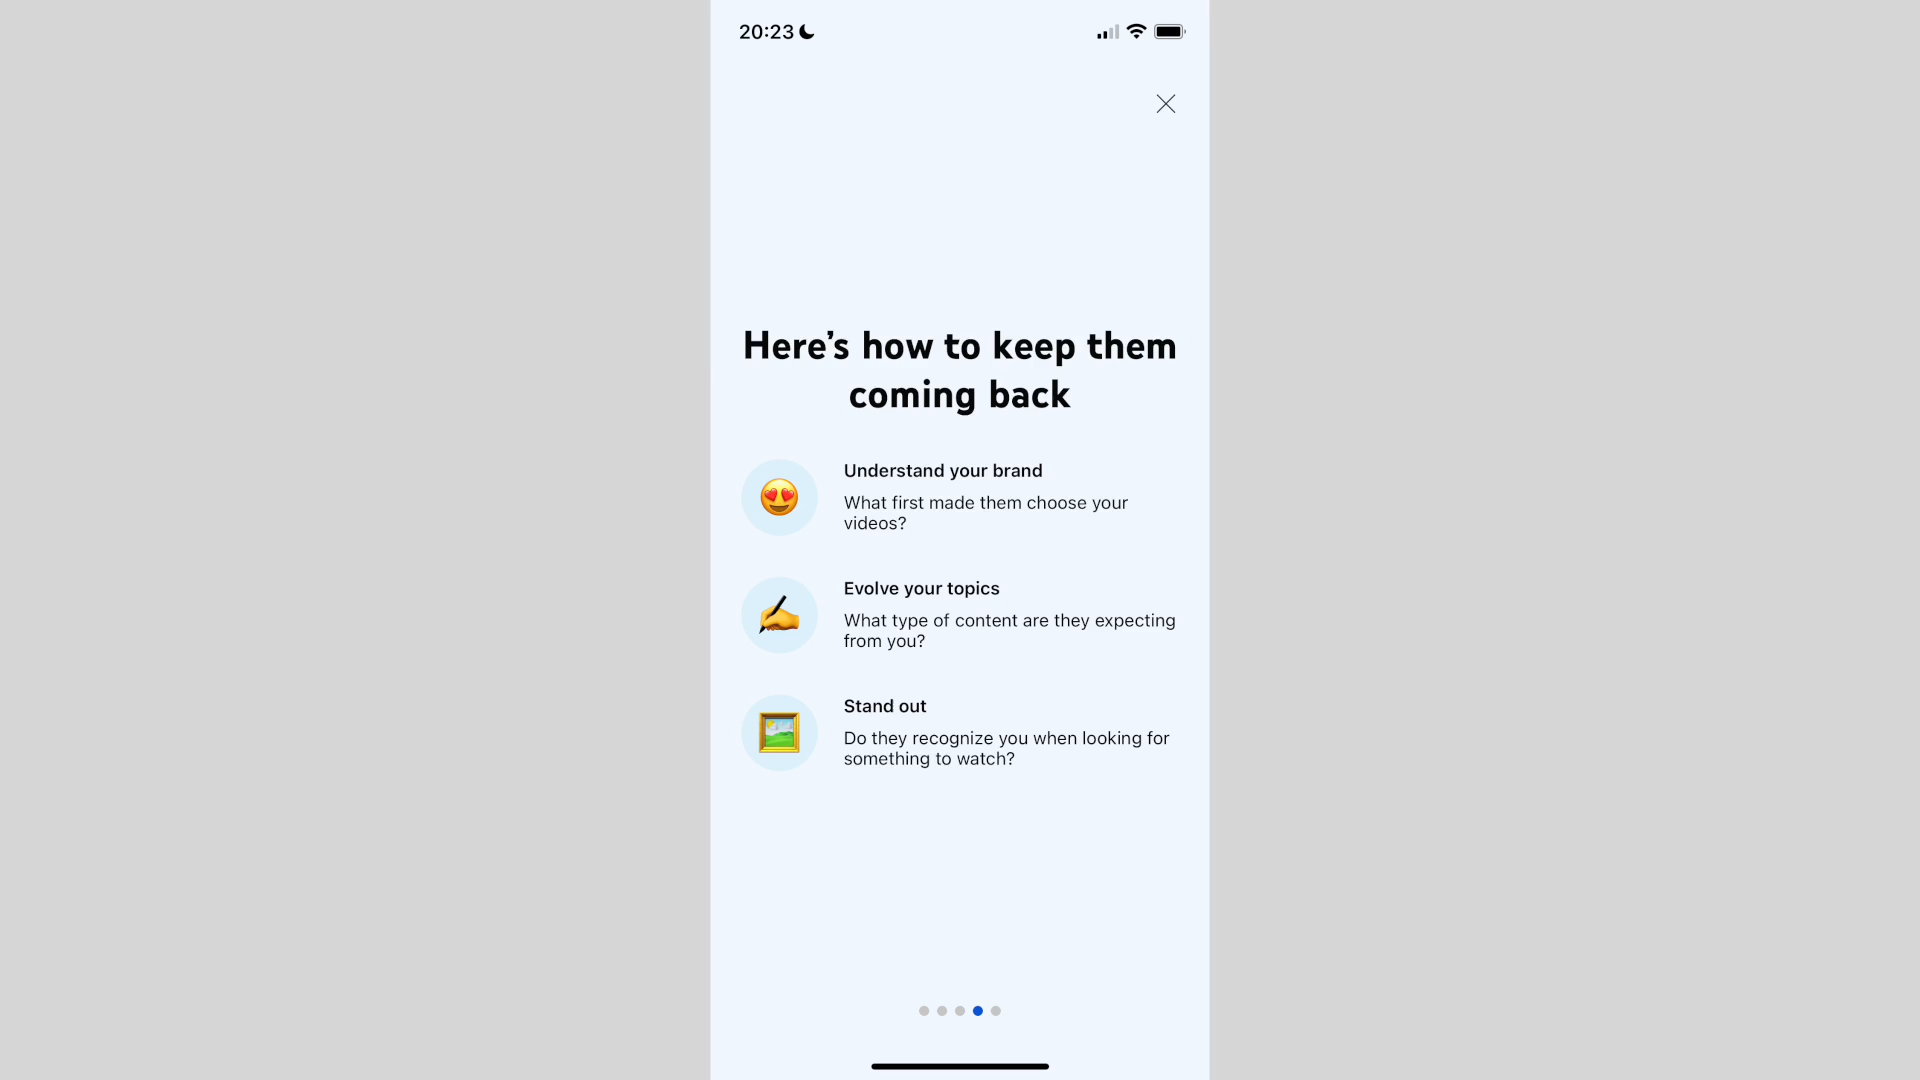 20:23
Here’s how to keep them
coming back
Understand your brand
What first made them choose your
videos?
Evolve your topics
What type of content are they expecting
from you?
Stand out
Do they recognize you when looking for
something to watch?